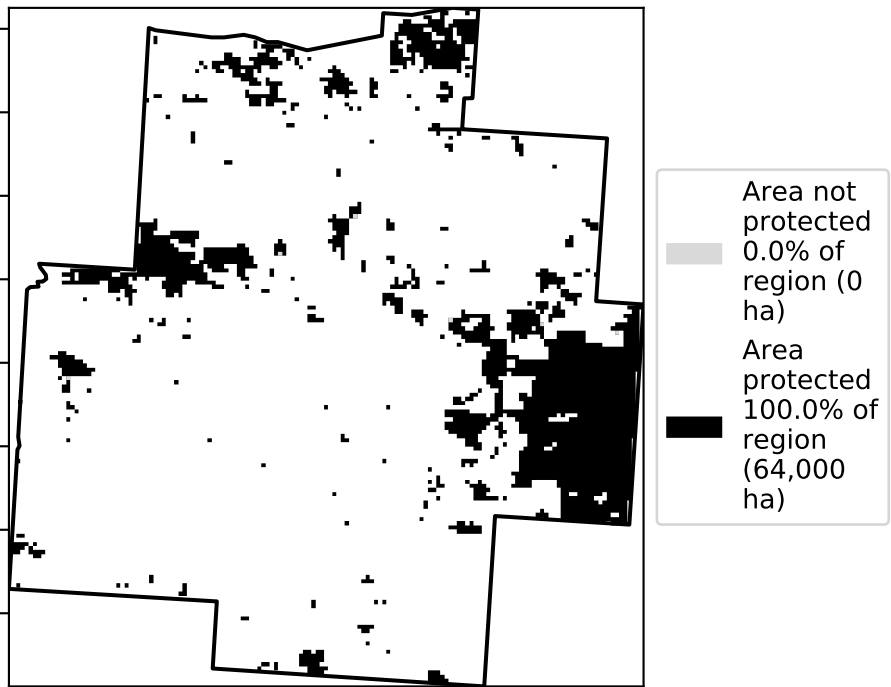 Area not
protected
0.0% of
region (0
ha)
Area
protected
100.0% of
region
(64,000
ha)